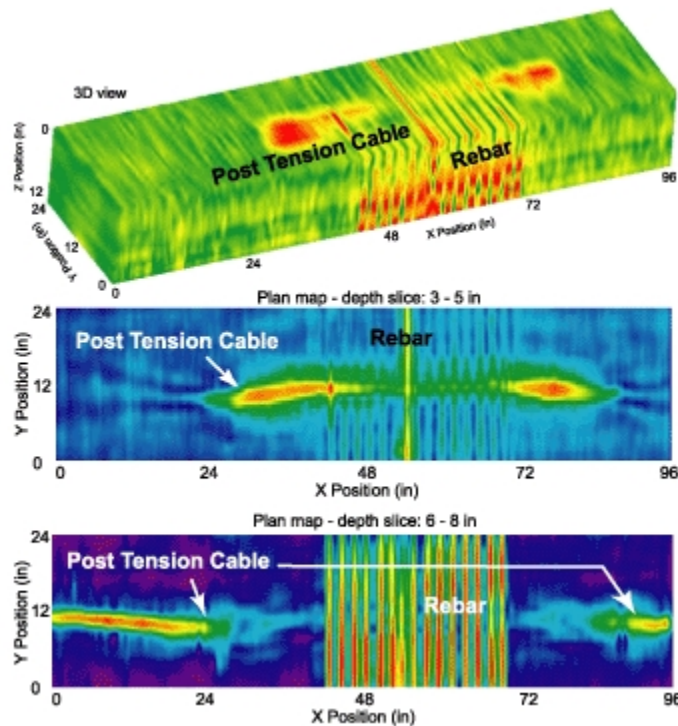 3D view
Z Position (in)
0
12
24
Y Position (in)
12
0
0
24
48
72
96
X Position (in)
Post Tension Cable
Rebar
Plan map - depth slice: 3 - 5 in
Y Position (in)
24
12
0
Post Tension Cable
Rebar
0
24
48
72
96
X Position (in)
Plan map - depth slice: 6 - 8 in
Y Position (in)
24
12
0
Post Tension Cable
Rebar
0
24
48
72
96
X Position (in)